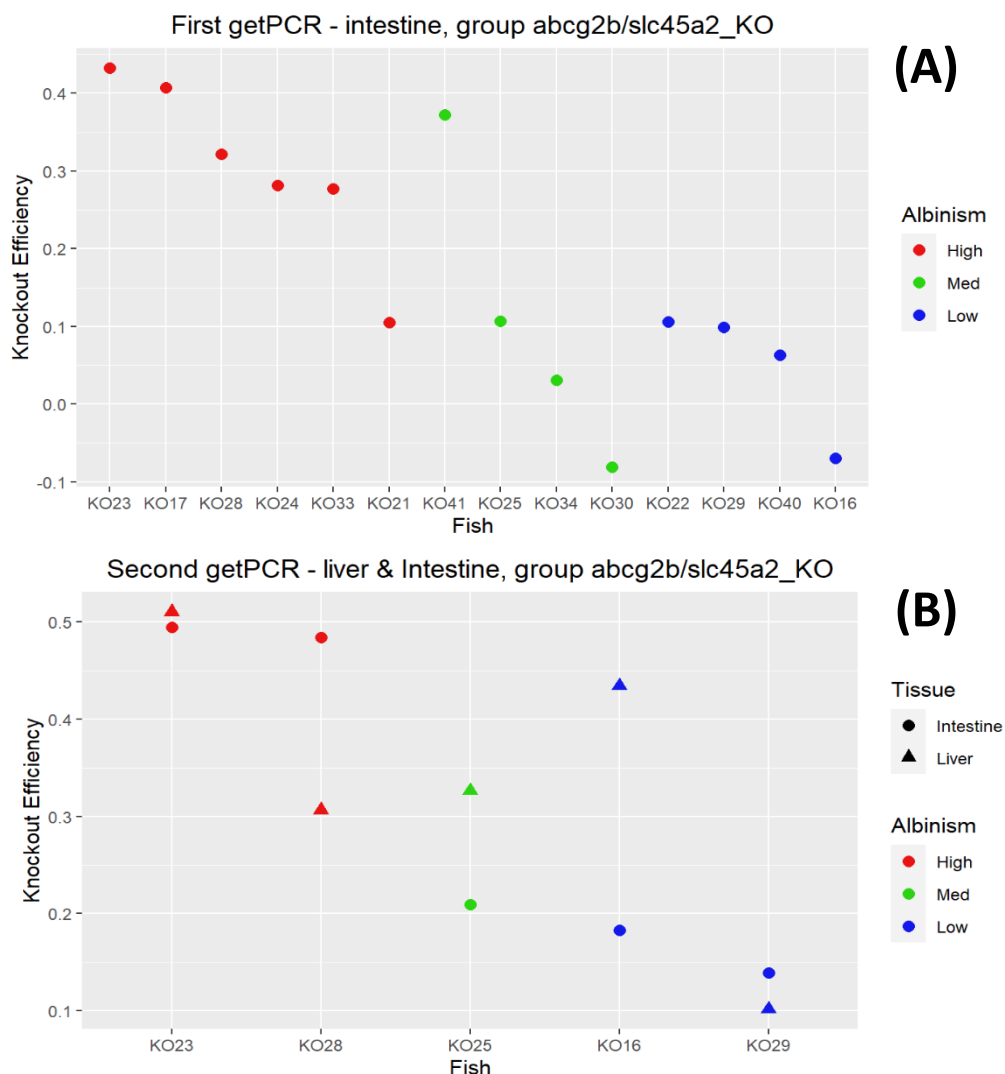 First getPCR - intestine, group abcg2b/slc45a2_KO
(A)
Knockout Efficiency
0.4
0.3
0.2
0.1
0.0
-0.1
KO23 KO17 KO28 KO24 KO33 KO21 KO41 KO25 KO34 KO30 KO22 KO29 KO40 KO16
Fish
Albinism
High
Med
Low
Second getPCR - liver & Intestine, group abcg2b/slc45a2_KO
(B)
Knockout Efficiency
0.5
0.4
0.3
0.2
0.1
KO23 KO28 KO25 KO16 KO29
Fish
Tissue
Intestine
Liver
Albinism
High
Med
Low